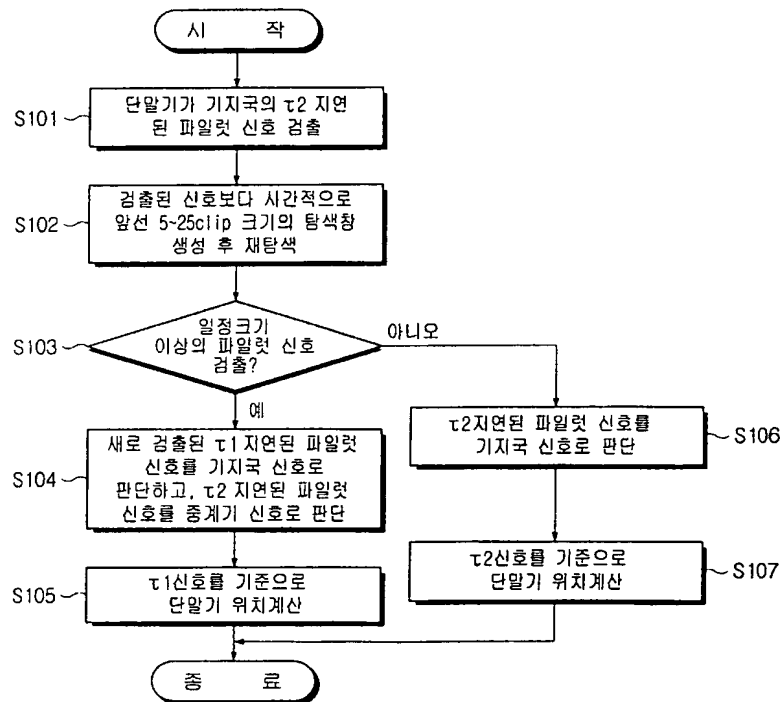 시 작
S101
단말기가 기지국의 τ2 지연
된 파일럿 신호 검출
S102
검출된 신호보다 시간적으로
앞선 5~25clip 크기의 탐색창
생성 후 재탐색
S103
일정크기
이상의 파일럿 신호
검출?
아니오
예
S104
새로 검출된 τ1 지연된 파일럿
신호를 기지국 신호로
판단하고, τ2 지연된 파일럿
신호를 중계기 신호로 판단
τ2지연된 파일럿 신호를
기지국 신호로 판단
S106
S105
τ1신호를 기준으로
단말기 위치계산
τ2신호를 기준으로
단말기 위치계산
S107
종 료